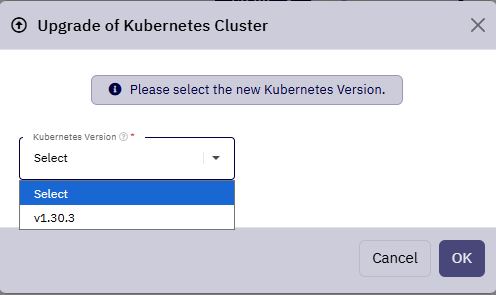 Upgrade of Kubernetes Cluster
Please select the new Kubernetes Version.
Kubernetes Version *
Select
Select
v1.30.3
Cancel
OK